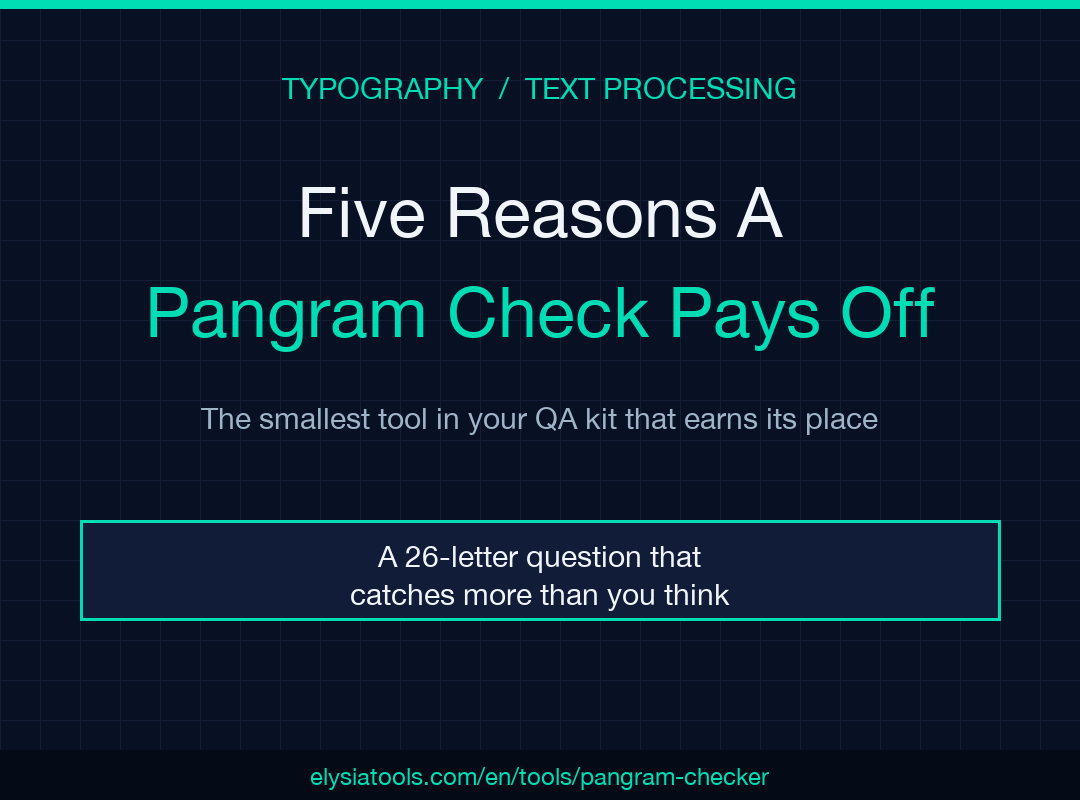 TYPOGRAPHY / TEXT PROCESSING
Five Reasons A
Pangram Check Pays Off
The smallest tool in your QA kit that earns its place
A 26-letter question that
catches more than you think
elysiatools.com/en/tools/pangram-checker